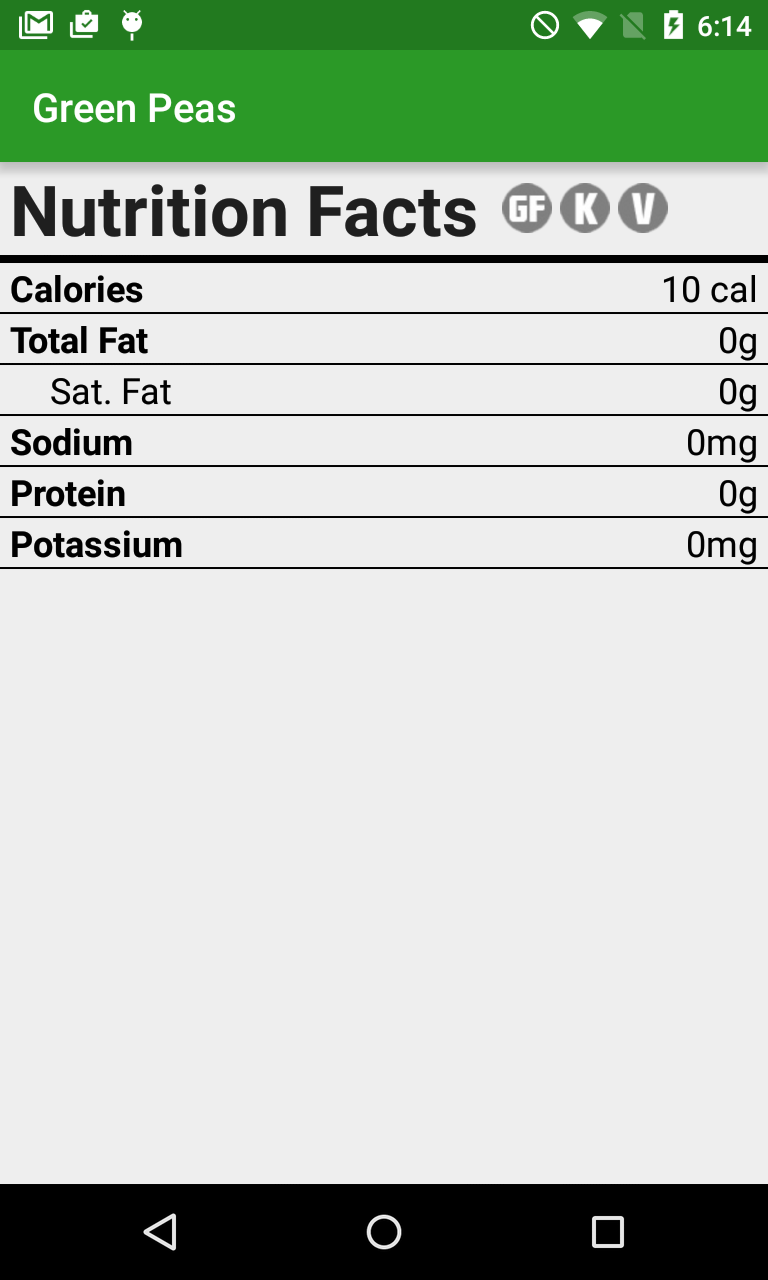 6:14
Green Peas
Nutrition Facts GF K V
Calories 10 cal
Total Fat 0g
Sat. Fat 0g
Sodium 0mg
Protein 0g
Potassium 0mg